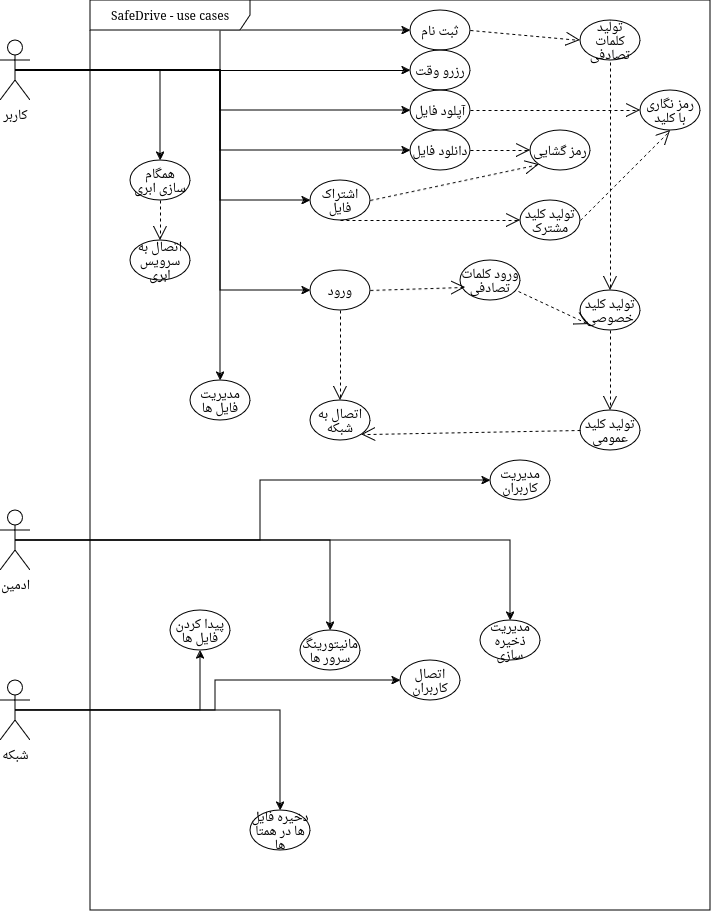 SafeDrive - use cases
ثبت نام
تولید
کلمات
تصادفی
رزرو وقت
کاربر
آپلود فایل
رمز نگاری
با کلید
دانلود فایل
رمز گشایی
همگام
سازی ابری
اشتراک
فایل
تولید کلید
مشترک
اتصال به
سرویس
ابری
ورود
ورود کلمات
تصادفی
تولید کلید
خصوصی
مدیریت
فایل ها
اتصال به
شبکه
تولید کلید
عمومی
مدیریت
کاربران
ادمین
پیدا کردن
فایل ها
مانیتورینگ
سرور ها
مدیریت
ذخیره
سازی
اتصال
کاربران
شبکه
ذخیره فایل
ها در همتا
ها